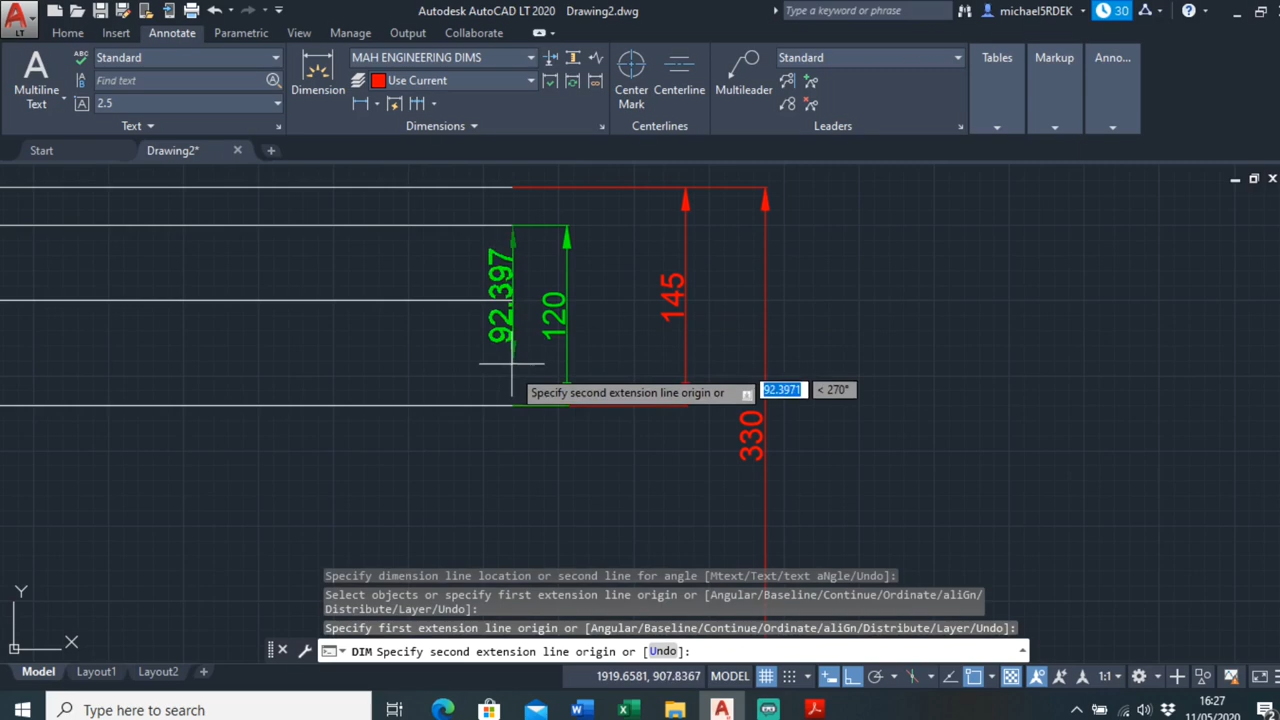 LT
Autodesk AutoCAD LT 2020 Drawing2.dwg
Type a keyword or phrase
michael5RDEK
30
Home Insert Annotate Parametric View Manage Output Collaborate
Multiline Text
Standard
Find text
2.5
Text
Dimension
MAH ENGINEERING DIMS
Use Current
Dimensions
Center Mark
Centerline
Centerlines
Multileader
Standard
Leaders
Tables
Markup
Anno...
Start
Drawing2*
92.397
120
145
330
Specify second extension line origin or
92.3971
< 270°
Specify dimension line location or second line for angle [Mtext/Text/text aNgle/Undo]:
Select objects or specify first extension line origin or [Angular/Baseline/Continue/Ordinate/aliGn/
Distribute/Layer/Undo]:
Specify first extension line origin or [Angular/Baseline/Continue/Ordinate/aliGn/Distribute/Layer/Undo]:
DIM Specify second extension line origin or [Undo]:
Y
X
Model Layout1 Layout2
1919.6581, 907.8367 MODEL
1:1
Type here to search
16:27
11/05/2020